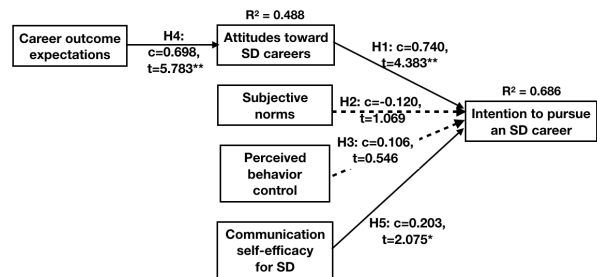 R² = 0.488
Career outcome
expectations
H4:
c=0.698,
t=5.783**
Attitudes toward
SD careers
H1: c=0.740,
t=4.383**
R² = 0.686
Subjective
norms
H2: c=-0.120,
t=1.069
Intention to pursue
an SD career
H3: c=0.106,
t=0.546
Perceived
behavior
control
H5: c=0.203,
t=2.075*
Communication
self-efficacy
for SD